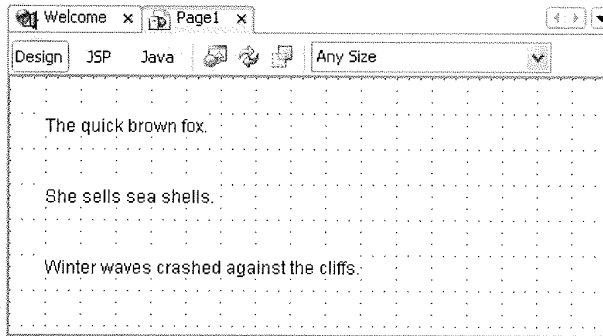 Welcome x Page1 x
Design JSP Java Any Size
The quick brown fox.
She sells sea shells.
Winter waves crashed against the cliffs.